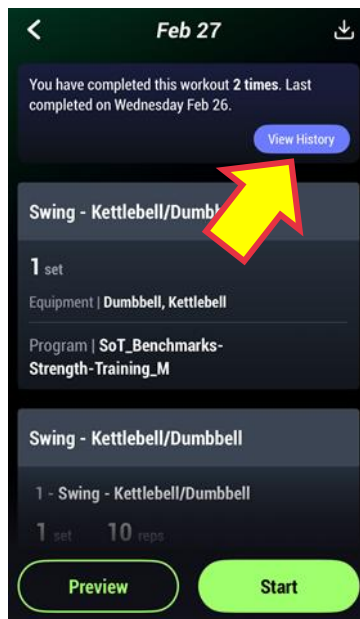 Feb 27
You have completed this workout 2 times. Last
completed on Wednesday Feb 26.
View History
Swing - Kettlebell/Dumb
1 set
Equipment | Dumbbell, Kettlebell
Program | SoT_Benchmarks-
Strength-Training_M
Swing - Kettlebell/Dumbbell
1 - Swing - Kettlebell/Dumbbell
1 set 10 reps
Preview
Start